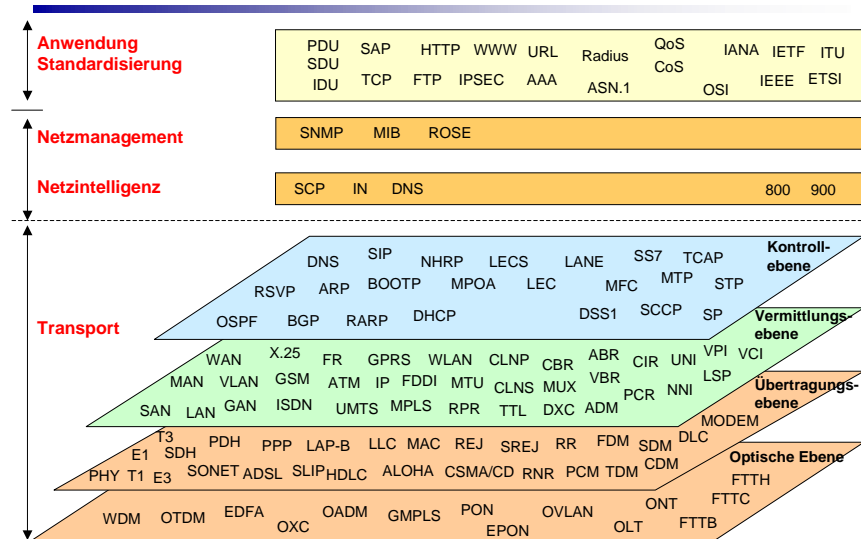 Anwendung
Standardisierung
PDU SAP HTTP WWW URL Radius QoS IANA IETF ITU
SDU CoS
IDU TCP FTP IPSEC AAA ASN.1 OSI IEEE ETSI
Netzmanagement
SNMP MIB ROSE
Netzintelligenz
SCP IN DNS 800 900
Transport
Kontroll-
ebene
DNS SIP NHRP LECS LANE SS7 TCAP
RSVP ARP BOOTP MPOA LEC MFC MTP STP
OSPF BGP RARP DHCP DSS1 SCCP SP
Vermittlungs-
ebene
WAN X.25 FR GPRS WLAN CLNP CBR ABR CIR UNI VPI VCI
MAN VLAN GSM ATM IP FDDI MTU CLNS MUX VBR PCR NNI LSP
SAN LAN GAN ISDN UMTS MPLS RPR TTL DXC ADM
Übertragungs-
ebene
T3 PDH PPP LAP-B LLC MAC REJ SREJ RR FDM SDM DLC MODEM
E1 SDH
PHY T1 E3 SONET ADSL SLIP HDLC ALOHA CSMA/CD RNR PCM TDM CDM
Optische Ebene
WDM OTDM EDFA OXC OADM GMPLS PON EPON OVLAN OLT ONT FTTB FTTC FTTH